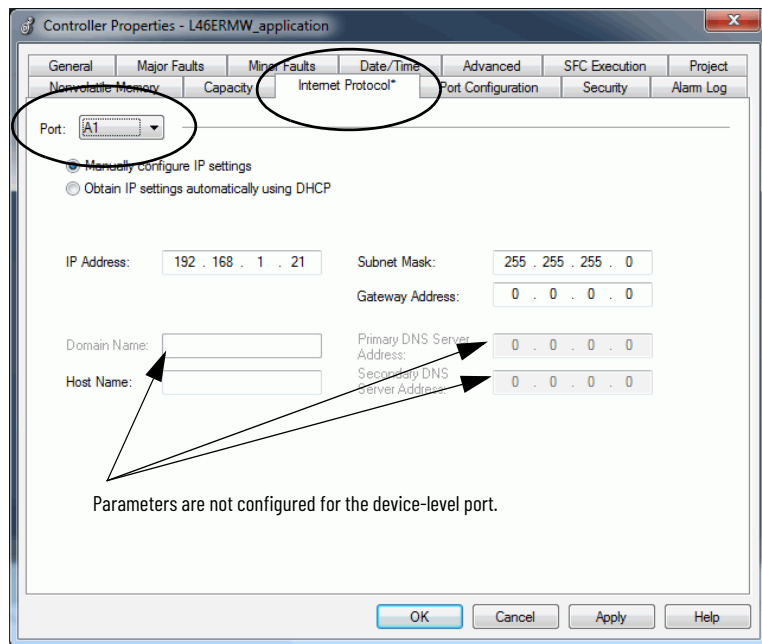 Controller Properties - L46ERMW_application
General Major Faults Minor Faults Date/Time Advanced SFC Execution Project
Nonvolatile Memory Capacity Internet Protocol* Port Configuration Security Alarm Log
Port: A1
Manually configure IP settings
Obtain IP settings automatically using DHCP
IP Address: 192 . 168 . 1 . 21 Subnet Mask: 255 . 255 . 255 . 0
Gateway Address: 0 . 0 . 0 . 0
Domain Name: Primary DNS Server Address: 0 . 0 . 0 . 0
Host Name: Secondary DNS Server Address: 0 . 0 . 0 . 0
Parameters are not configured for the device-level port.
OK Cancel Apply Help